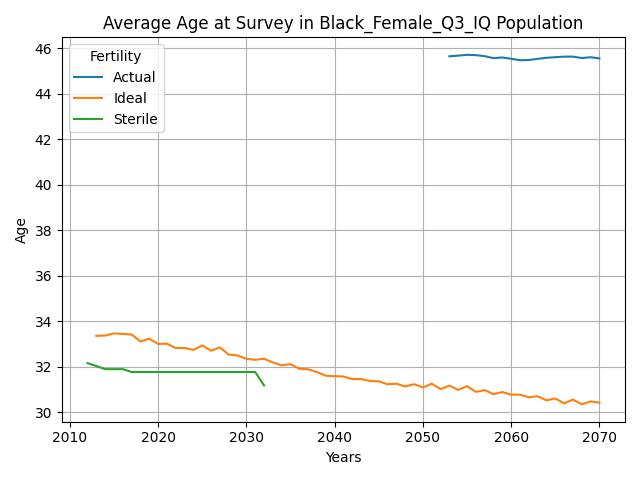 Average Age at Survey in Black_Female_Q3_IQ Population
46
44
42
40
38
36
34
32
30
Age
Fertility
Actual
Ideal
Sterile
2010 2020 2030 2040 2050 2060 2070
Years